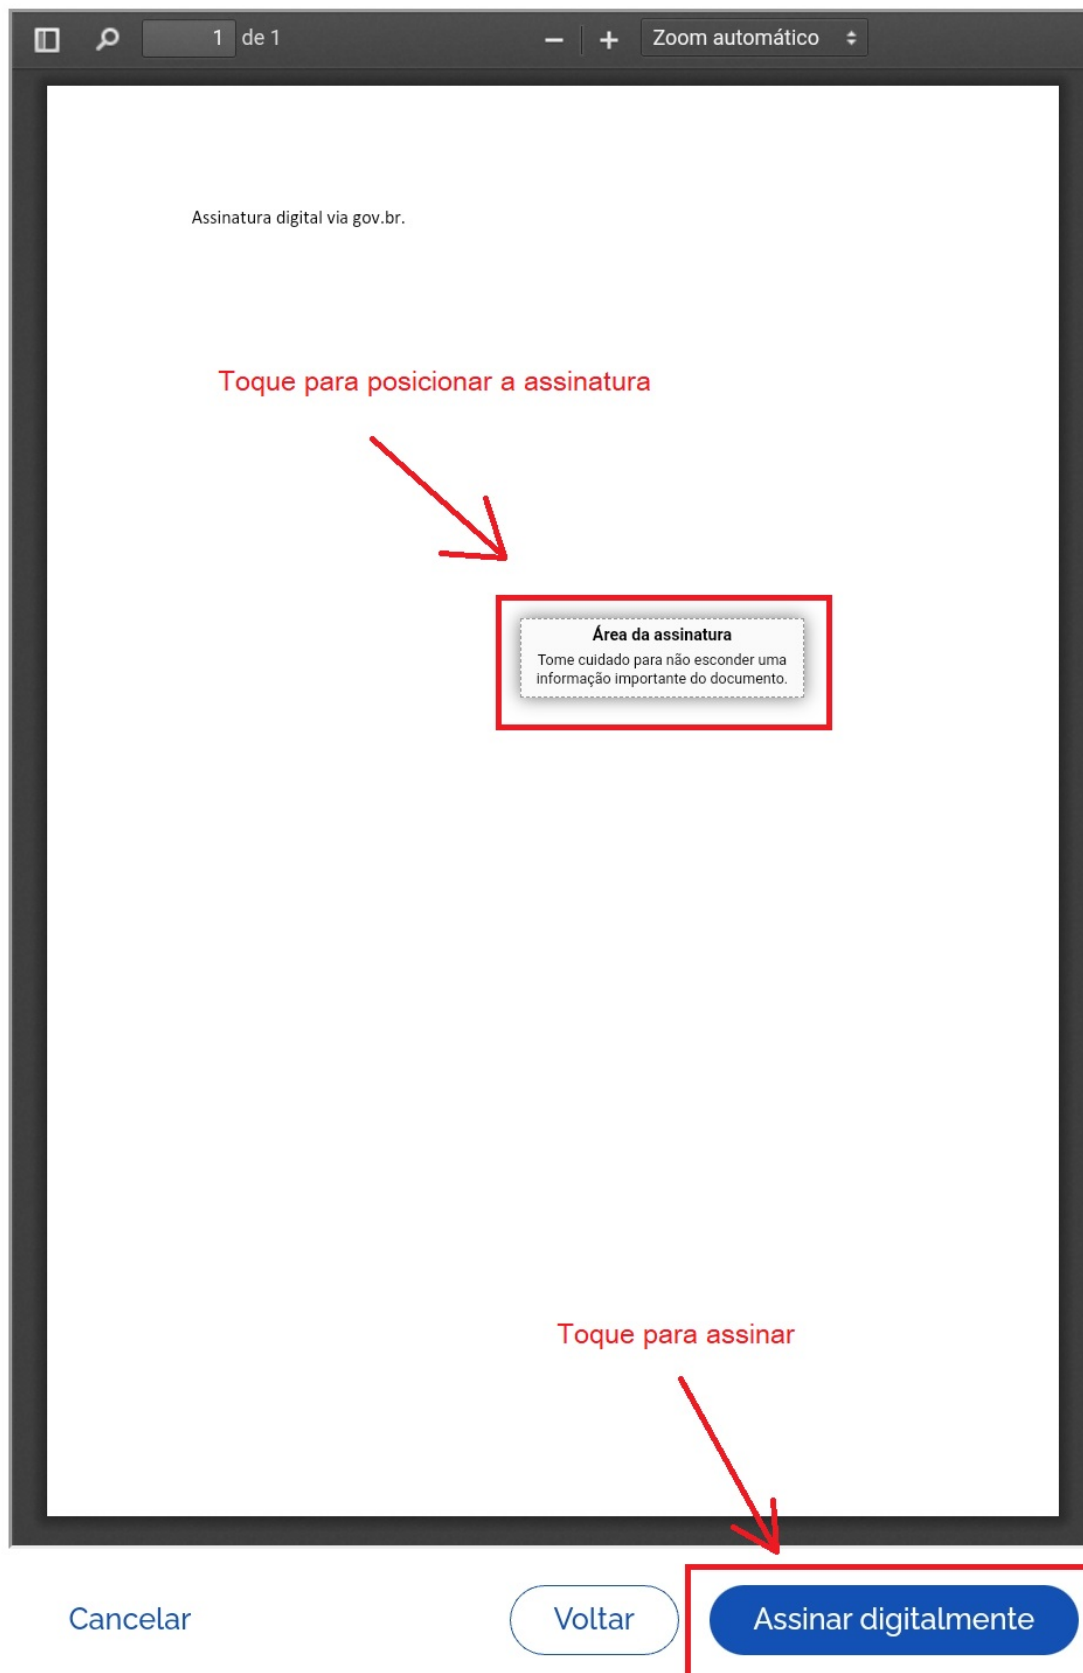 1 de 1
Zoom automático
Assinatura digital via gov.br.
Toque para posicionar a assinatura
Área da assinatura
Tome cuidado para não esconder uma
informação importante do documento.
Toque para assinar
Cancelar
Voltar
Assinar digitalmente